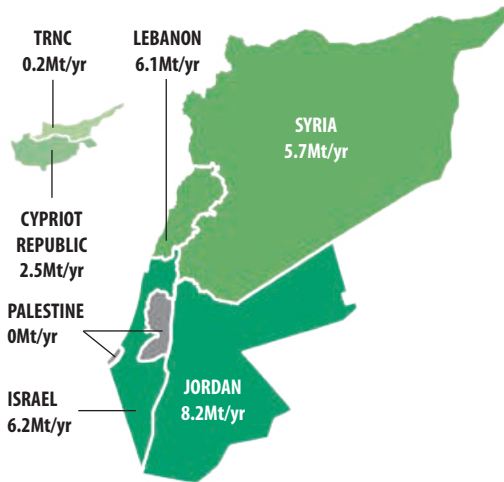 TRNC
0.2Mt/yr
LEBANON
6.1Mt/yr
SYRIA
5.7Mt/yr
CYPRIOT
REPUBLIC
2.5Mt/yr
PALESTINE
0Mt/yr
ISRAEL
6.2Mt/yr
JORDAN
8.2Mt/yr